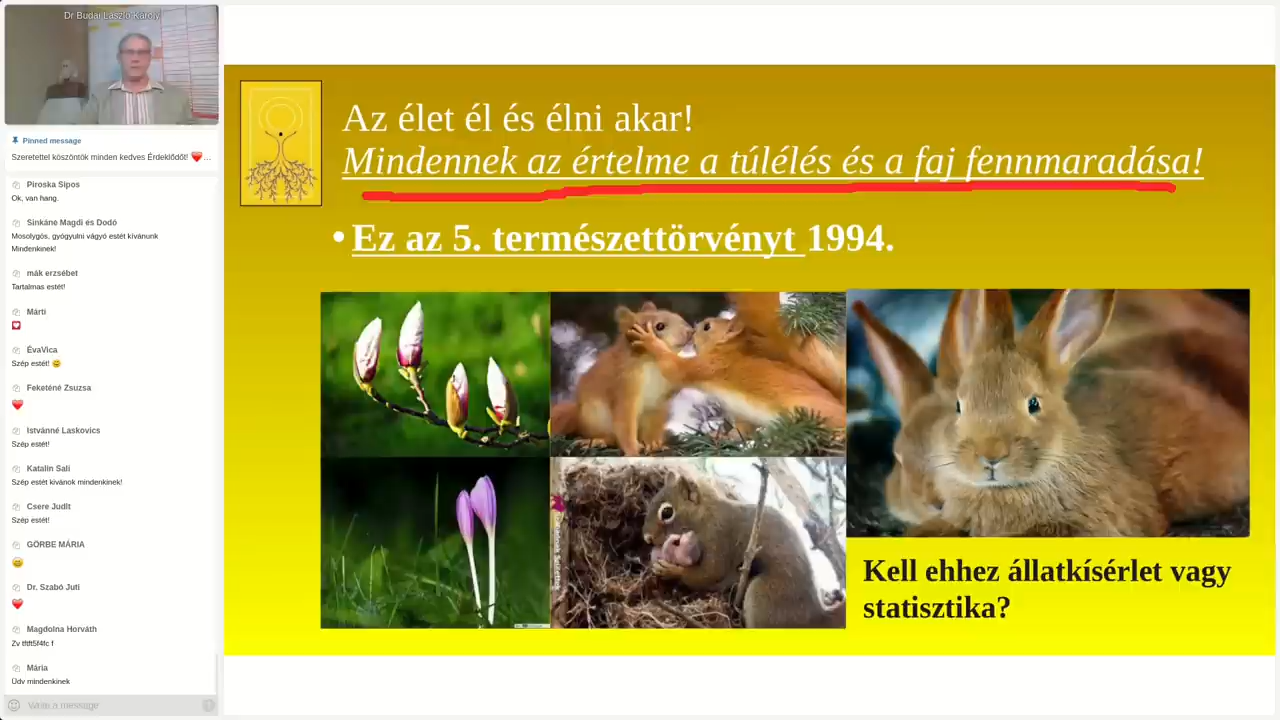 Dr Budai László Károly
Pinned message
Szeretettel köszöntök minden kedves Érdeklődőt! ❤️...
Piroska Sipos
Ok, van hang.
Sinkáné Magdi és Dodó
Mosolygós, gyógyulni vágyó estét kívánunk
Mindenkinek!
mák erzsébet
Tartalmas estét!
Márti
ÉvaVica
Szép estét! 😊
Feketéné Zsuzsa
❤️
Istvánné Laskovics
Szép estét!
Katalin Sali
Szép estét kívánok mindenkinek!
Csere Judit
Szép estét!
GÖRBE MÁRIA
Dr. Szabó Juti
❤️
Magdolna Horváth
Mária
Üdv mindenkinek
Write a message
Az élet él és élni akar!
Mindennek az értelme a túlélés és a faj fennmaradása!
• Ez az 5. természettörvényt 1994.
Kell ehhez állatkísérlet vagy
statisztika?